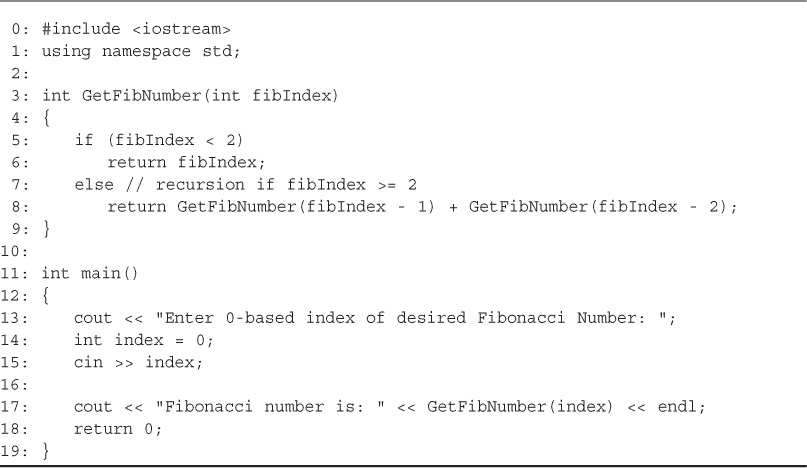 0: #include <iostream>
1: using namespace std;
2:
3: int GetFibNumber(int fibIndex)
4: {
5:    if (fibIndex < 2)
6:       return fibIndex;
7:    else // recursion if fibIndex >= 2
8:       return GetFibNumber(fibIndex - 1) + GetFibNumber(fibIndex - 2);
9: }
10:
11: int main()
12: {
13:    cout << "Enter 0-based index of desired Fibonacci Number: ";
14:    int index = 0;
15:    cin >> index;
16:
17:    cout << "Fibonacci number is: " << GetFibNumber(index) << endl;
18:    return 0;
19: }